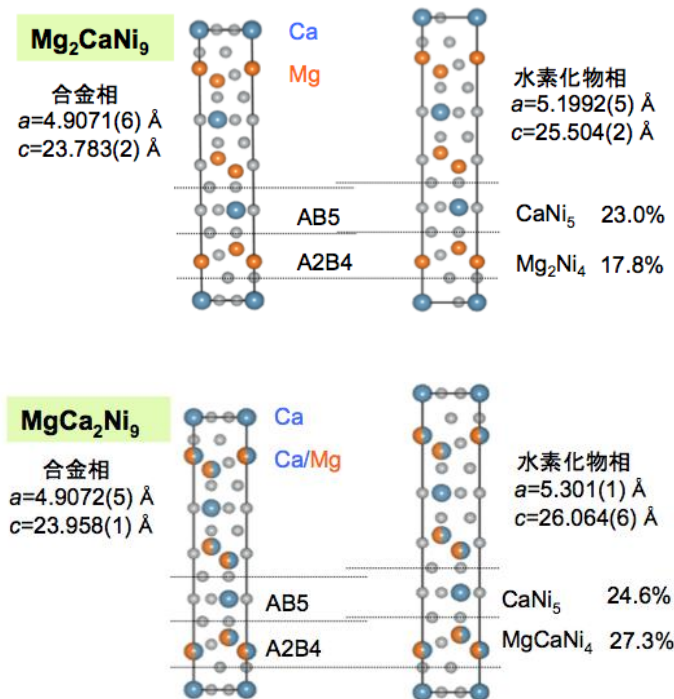 Mg₂CaNi₉
合金相
a=4.9071(6) Å
c=23.783(2) Å
Ca
Mg
水素化物相
a=5.1992(5) Å
c=25.504(2) Å
AB5
CaNi₅ 23.0%
A2B4
Mg₂Ni₄ 17.8%
MgCa₂Ni₉
合金相
a=4.9072(5) Å
c=23.958(1) Å
Ca
Ca/Mg
水素化物相
a=5.301(1) Å
c=26.064(6) Å
AB5
CaNi₅ 24.6%
A2B4
MgCaNi₄ 27.3%